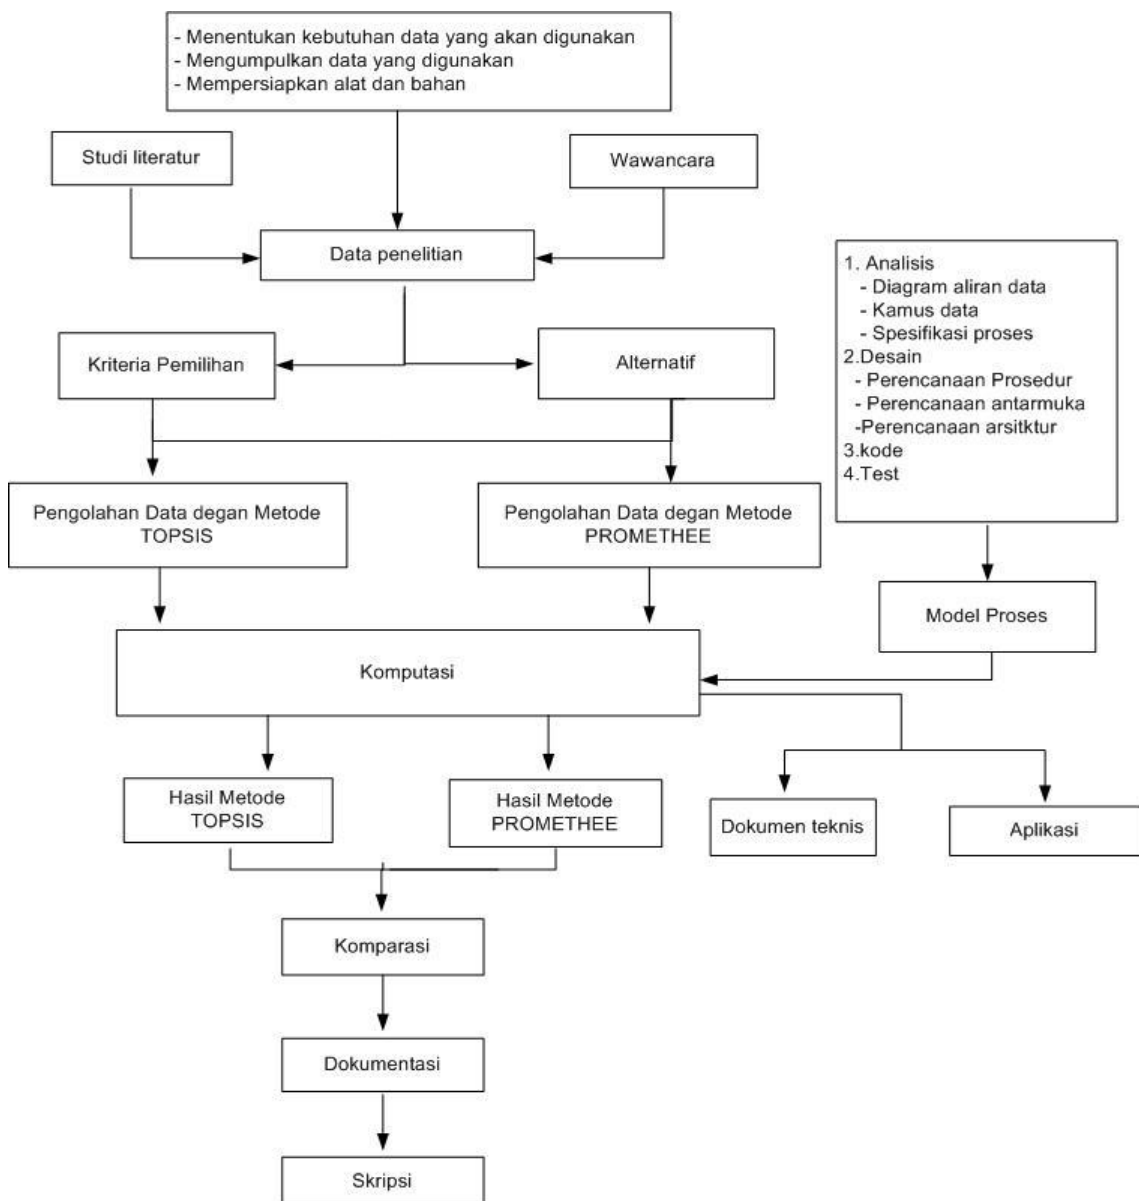 - Menentukan kebutuhan data yang akan digunakan
- Mengumpulkan data yang digunakan
- Mempersiapkan alat dan bahan
Studi literatur
Wawancara
Data penelitian
1. Analisis
- Diagram aliran data
- Kamus data
- Spesifikasi proses
2.Desain
- Perencanaan Prosedur
- Perencanaan antarmuka
-Perencanaan arsitktur
3.kode
4.Test
Kriteria Pemilihan
Alternatif
Pengolahan Data degan Metode
TOPSIS
Pengolahan Data degan Metode
PROMETHEE
Model Proses
Komputasi
Hasil Metode
TOPSIS
Hasil Metode
PROMETHEE
Dokumen teknis
Aplikasi
Komparasi
Dokumentasi
Skripsi